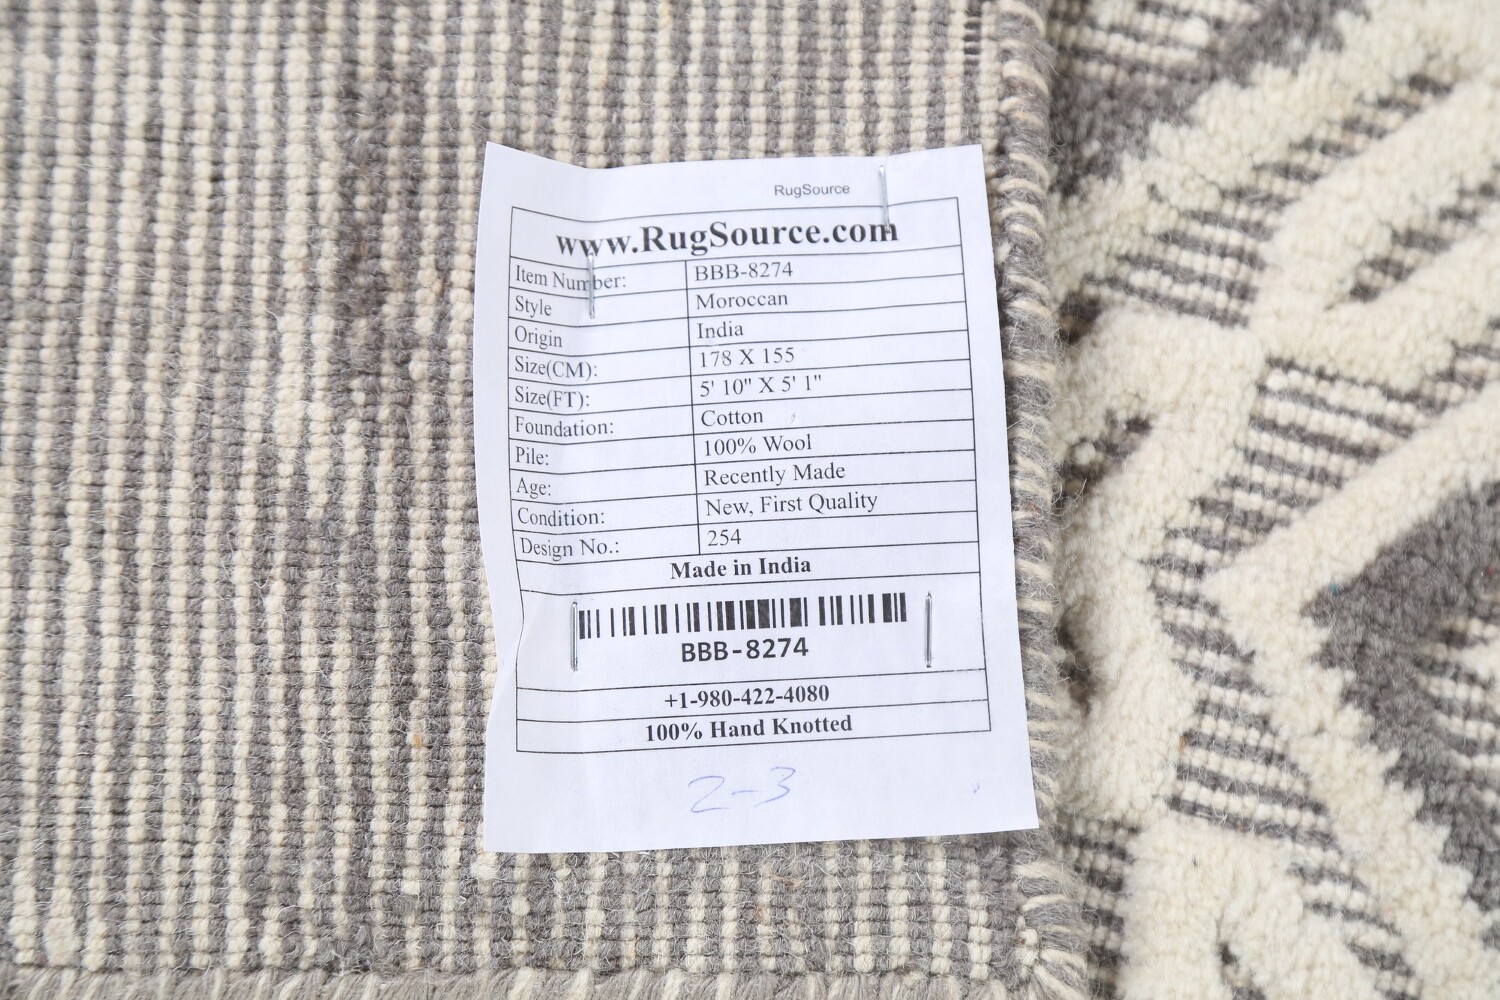 RugSource
www.RugSource.com
Item Number: BBB-8274
Style Moroccan
Origin India
Size(CM): 178 X 155
Size(FT): 5' 10" X 5' 1"
Foundation: Cotton
Pile: 100% Wool
Age: Recently Made
Condition: New, First Quality
Design No.: 254
Made in India
BBB-8274
+1-980-422-4080
100% Hand Knotted
2-3